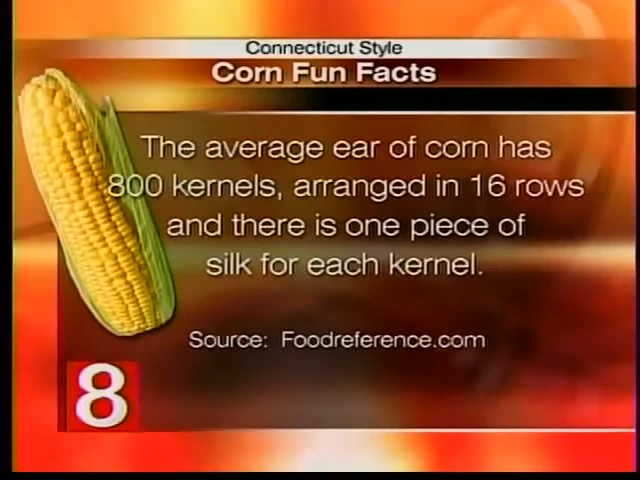 Connecticut Style
Corn Fun Facts
The average ear of corn has
800 kernels, arranged in 16 rows
and there is one piece of
silk for each kernel.
Source: Foodreference.com
8